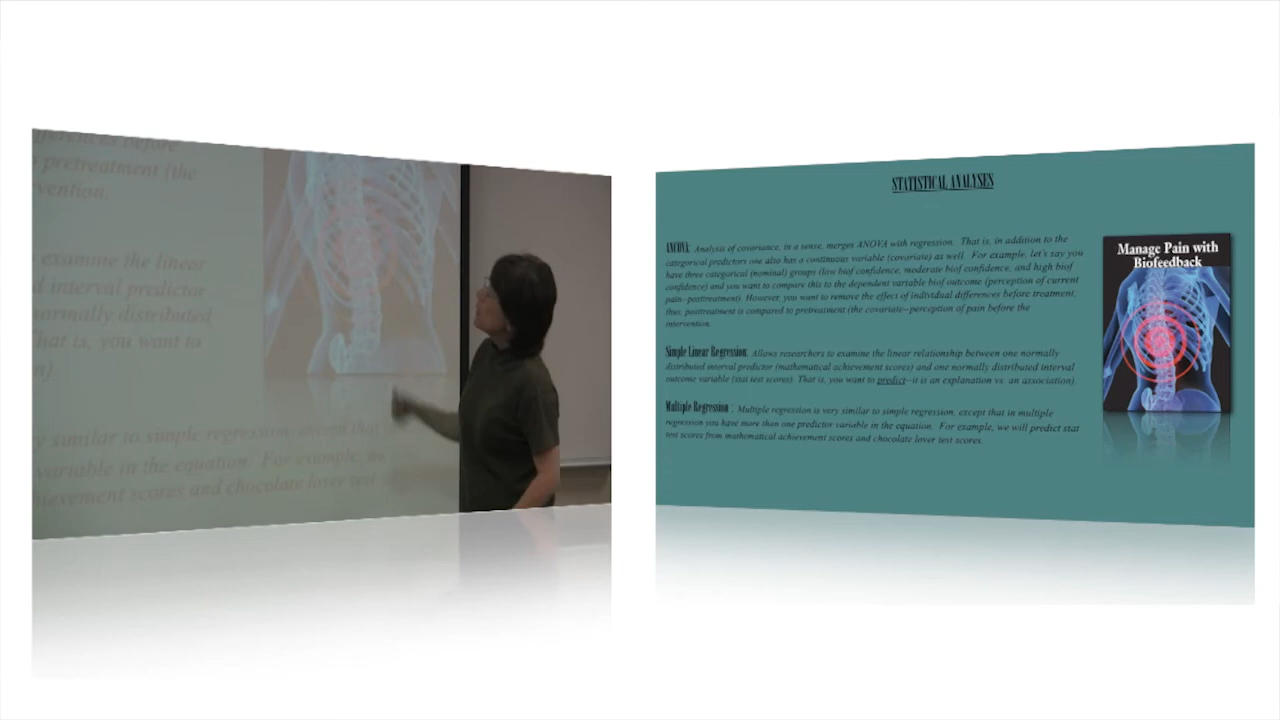 fferences before
pretreatment (the
vention.
examine the linear
d interval predictor
normally distributed
That is, you want to
n).
y similar to simple regression, except that
variable in the equation. For example, we
ievement scores and chocolate lover test
STATISTICAL ANALYSES
ANCOVA: Analysis of covariance, in a sense, merges ANOVA with regression. That is, in addition to the
categorical predictors one also has a continuous variable (covariate) as well. For example, let's say you
have three categorical (nominal) groups (low biof confidence, moderate biof confidence, and high biof
confidence) and you want to compare this to the dependent variable biof outcome (perception of current
pain--posttreatment). However, you want to remove the effect of individual differences before treatment,
thus, posttreatment is compared to pretreatment (the covariate--perception of pain before the
intervention.
Simple Linear Regression: Allows researchers to examine the linear relationship between one normally
distributed interval predictor (mathematical achievement scores) and one normally distributed interval
outcome variable (stat test scores). That is, you want to predict--it is an explanation vs. an association).
Multiple Regression : Multiple regression is very similar to simple regression, except that in multiple
regression you have more than one predictor variable in the equation. For example, we will predict stat
test scores from mathematical achievement scores and chocolate lover test scores.
Manage Pain with
Biofeedback